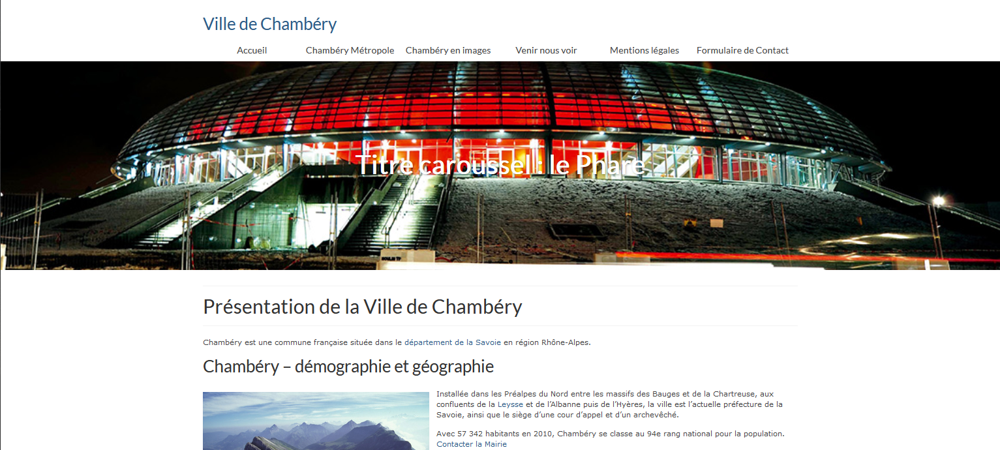 Ville de Chambéry
Accueil Chambéry Métropole Chambéry en images Venir nous voir Mentions légales Formulaire de Contact
Titre caroussel : le Phare
MOULIN TP
Présentation de la Ville de Chambéry
Chambéry est une commune française située dans le département de la Savoie en région Rhône-Alpes.
Chambéry – démographie et géographie
Installée dans les Préalpes du Nord entre les massifs des Bauges et de la Chartreuse, aux
confluents de la Leysse et de l’Albanne puis de l’Hyères, la ville est l’actuelle préfecture de la
Savoie, ainsi que le siège d’une cour d’appel et d’un archevêché.
Avec 57 342 habitants en 2010, Chambéry se classe au 94e rang national pour la population.
Contacter la Mairie